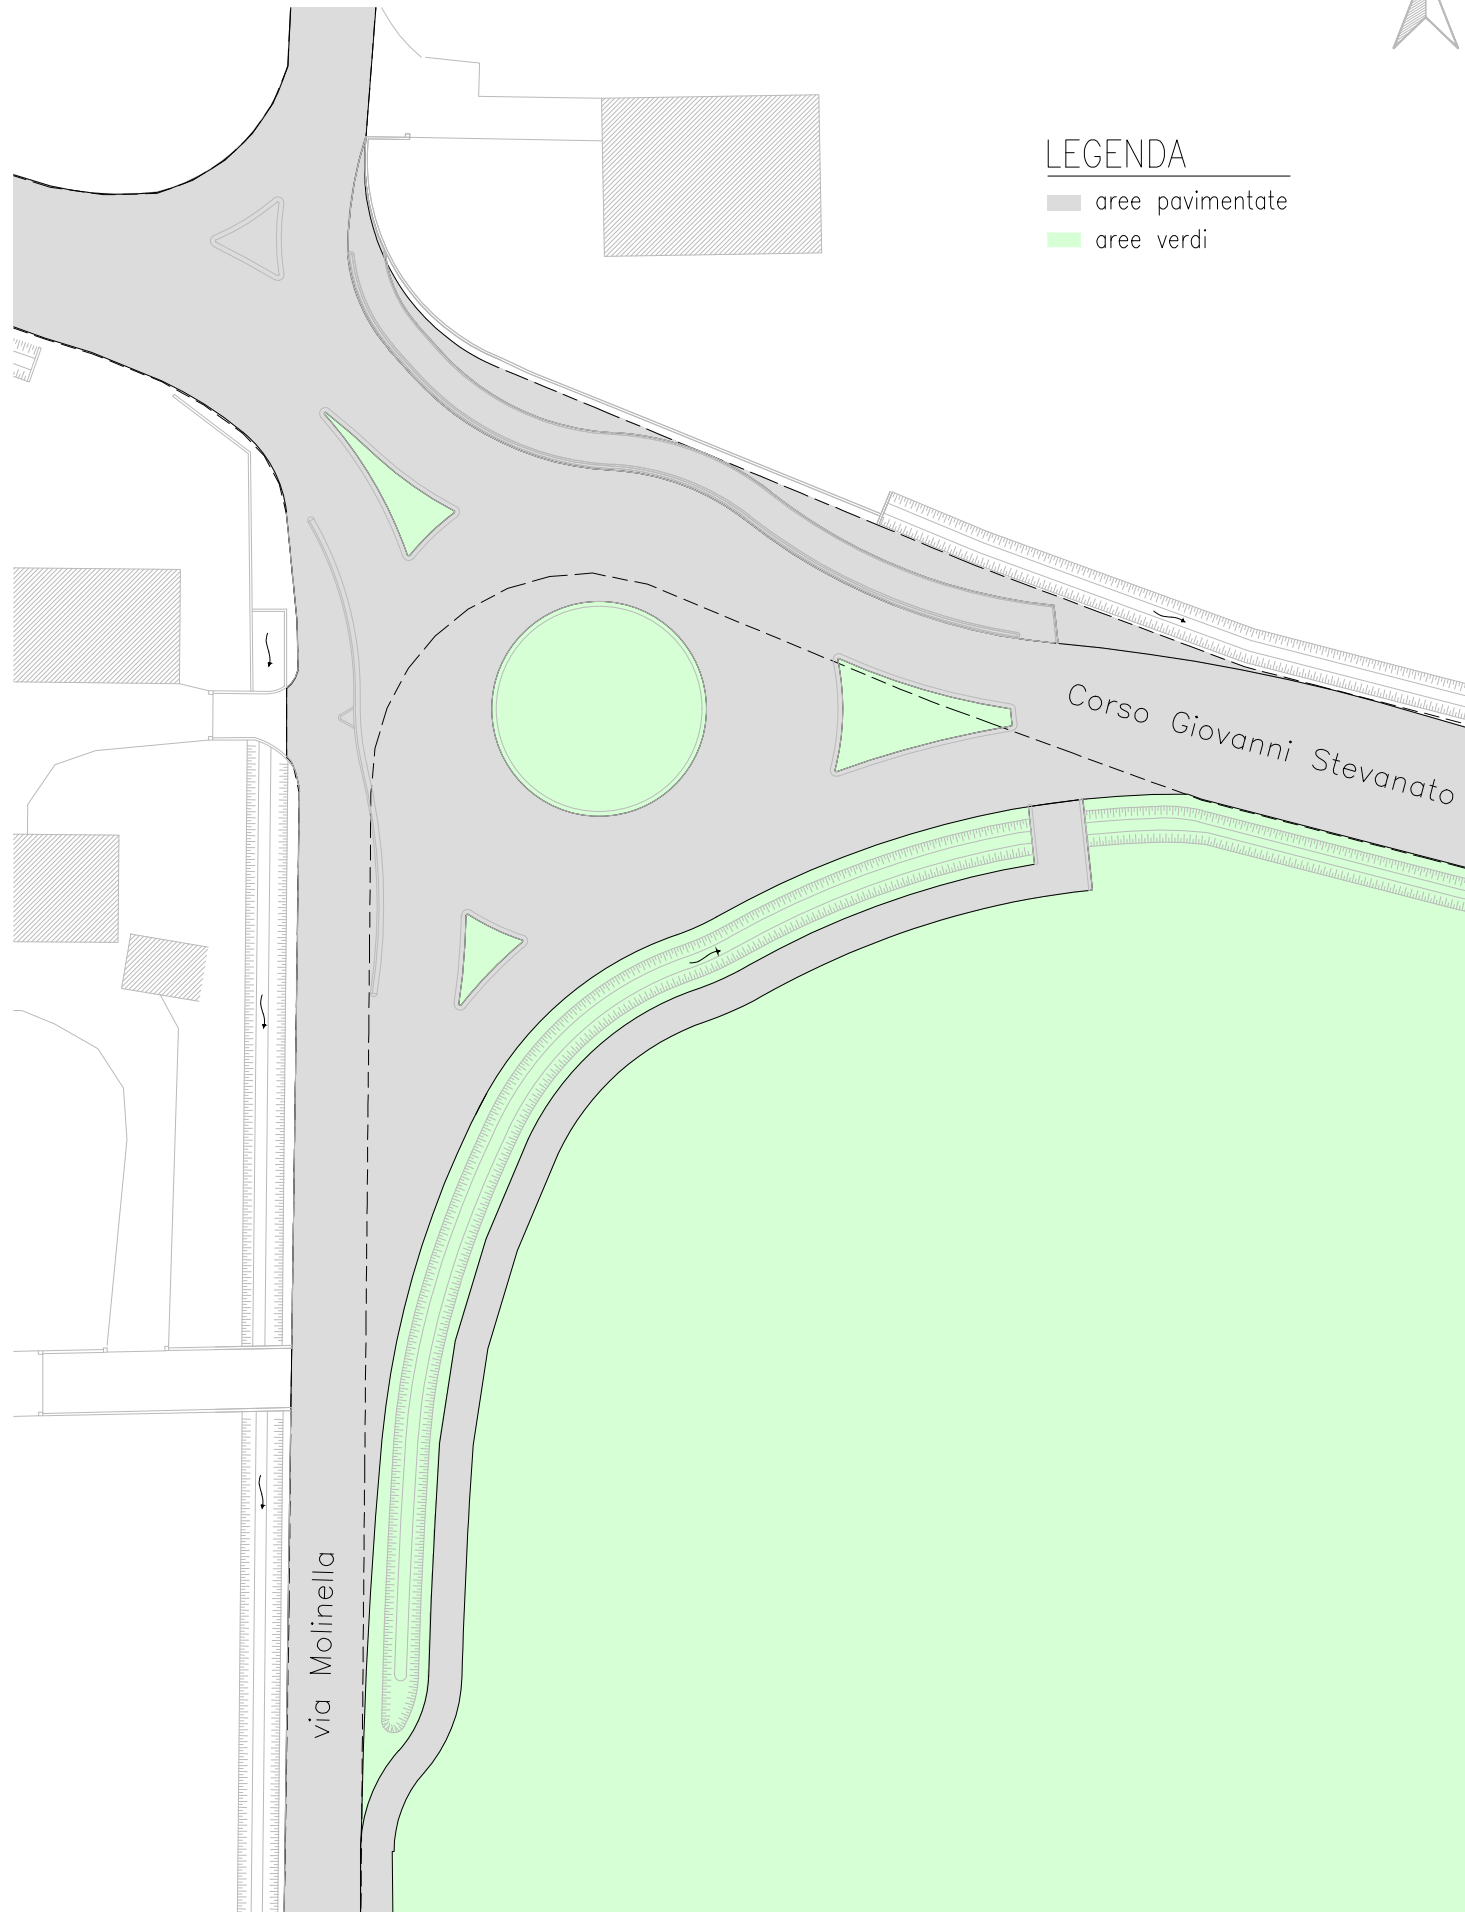 LEGENDA
aree pavimentate
aree verdi
Corso Giovanni Stevanato
via Molinella